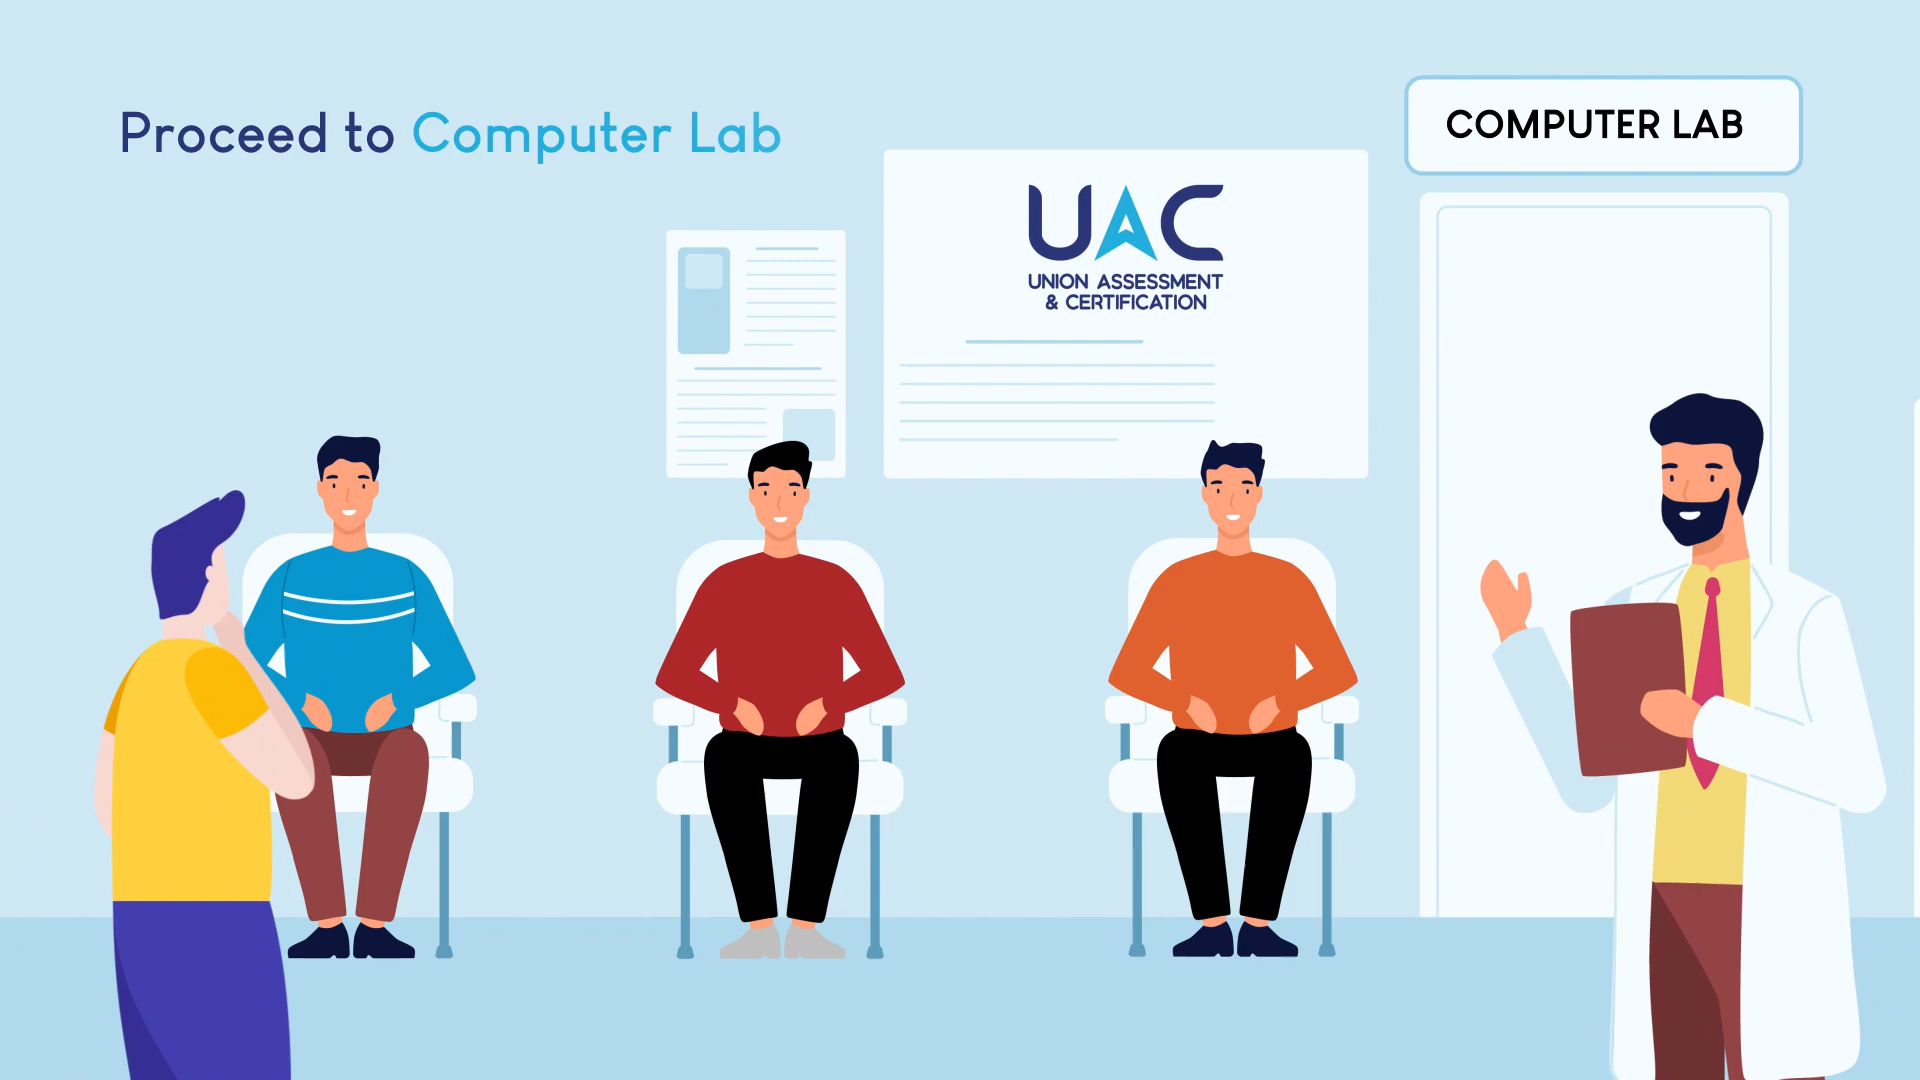 Proceed to Computer Lab
COMPUTER LAB
UAC
UNION ASSESSMENT
& CERTIFICATION